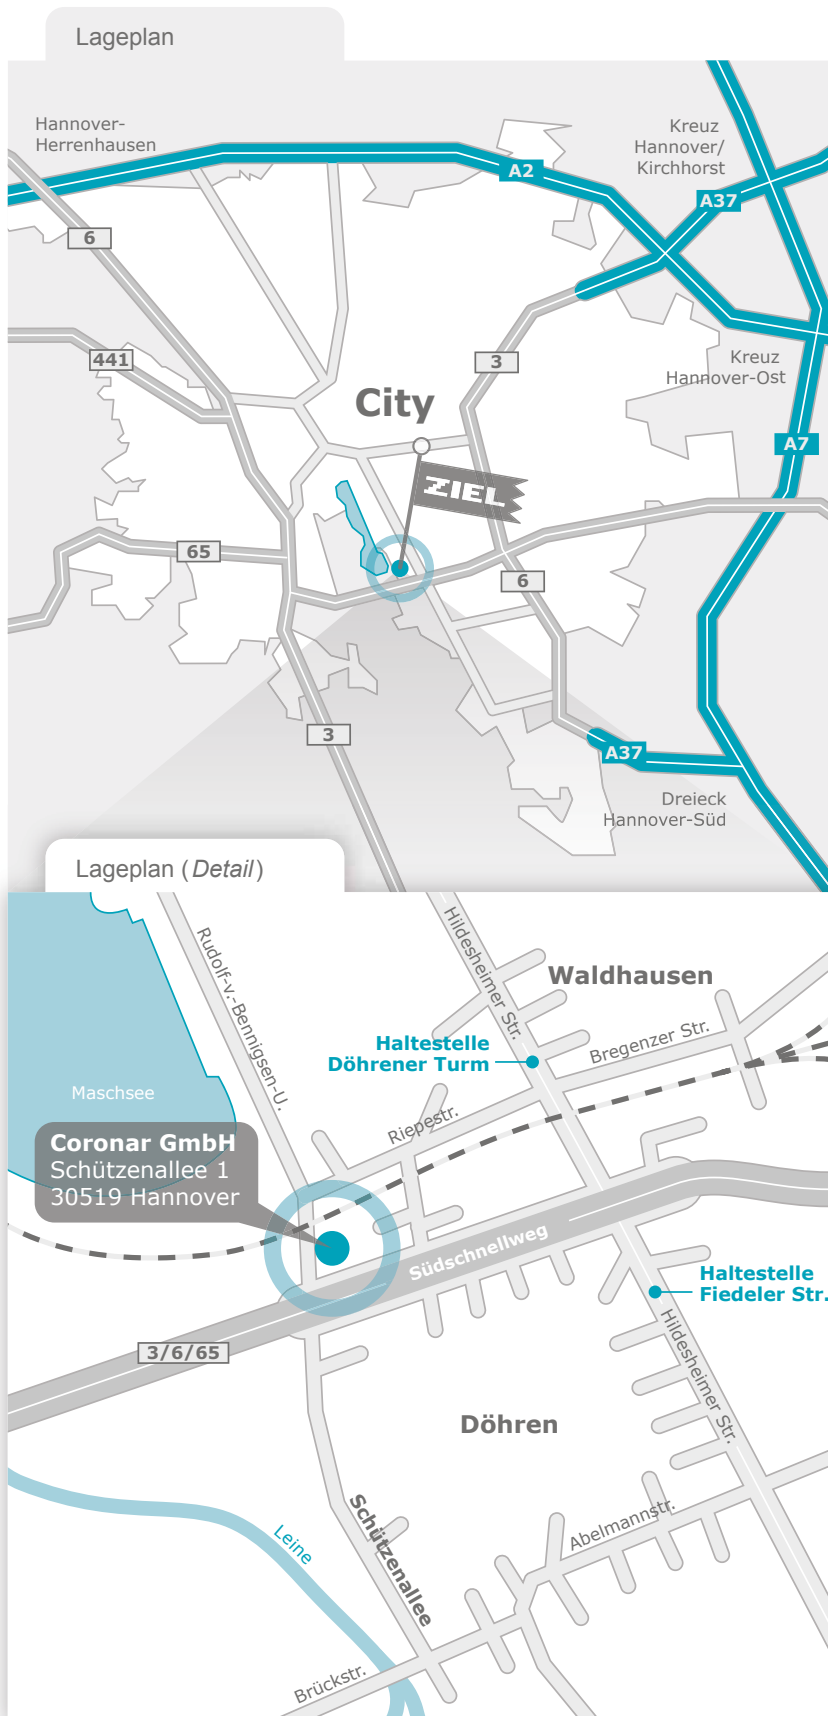 Lageplan
Hannover-
Herrenhausen
Kreuz
Hannover/
Kirchhorst
A2
A37
6
441
3
Kreuz
Hannover-Ost
City
A7
ZIEL
65
6
3
A37
Dreieck
Hannover-Süd
Lageplan (Detail)
Rudolf-v.-Bennigsen-U.
Hildesheimer Str.
Waldhausen
Haltestelle
Döhrener Turm
Bregenzer Str.
Maschsee
Riepestr.
Coronar GmbH
Schützenallee 1
30519 Hannover
Südschnellweg
Haltestelle
Fiedeler Str.
3/6/65
Hildesheimer Str.
Döhren
Schützenallee
Abelmannstr.
Leine
Brückstr.